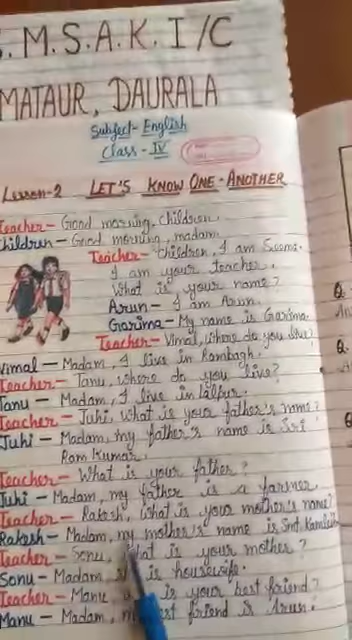 .M.S.A.K.I/C
MATAUR, DAURALA
Subject- English
Class - IV
Lesson-2 LET'S KNOW ONE-ANOTHER
Teacher - Good morning, children.
Children - Good morning, madam.
Teacher - Children, I am Seema.
I am your teacher.
What is your name?
Arun - I am Arun.
Garima - My name is Garima.
Teacher - Vimal, where do you live?
Vimal - Madam, I live in Rambagh.
Teacher - Tanu, where do you live?
Tanu - Madam, I live in Lalpur.
Teacher - Juhi, What is your father's name?
Juhi - Madam, my father's name is Sri
Ram Kumar.
Teacher - What is your father?
Juhi - Madam, my father is a farmer.
Teacher - Rakesh, What is your mother's name?
Rakesh - Madam, my mother's name is Smt.
Teacher - Sonu, What is your mother?
Sonu - Madam is housewife.
Teacher - Manu is your best friend?
Manu - Madam, best friend is Arun.
Q.
An
Q.